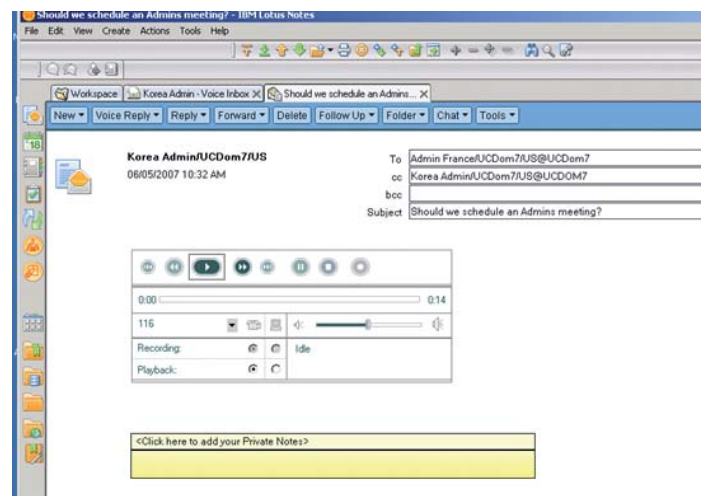 Should we schedule an Admins meeting? - IBM Lotus Notes
File Edit View Create Actions Tools Help
Workspace Korea Admin - Voice Inbox Should we schedule an Admins...
New Voice Reply Reply Forward Delete Follow Up Folder Chat Tools
18
Korea Admin/UCDom7/US
06/05/2007 10:32 AM
To Admin France/UCDom7/US@UCDom7
cc Korea Admin/UCDom7/US@UCDOM7
bcc
Subject Should we schedule an Admins meeting?
0:00 0:14
116
Recording: Idle
Playback:
<Click here to add your Private Notes>